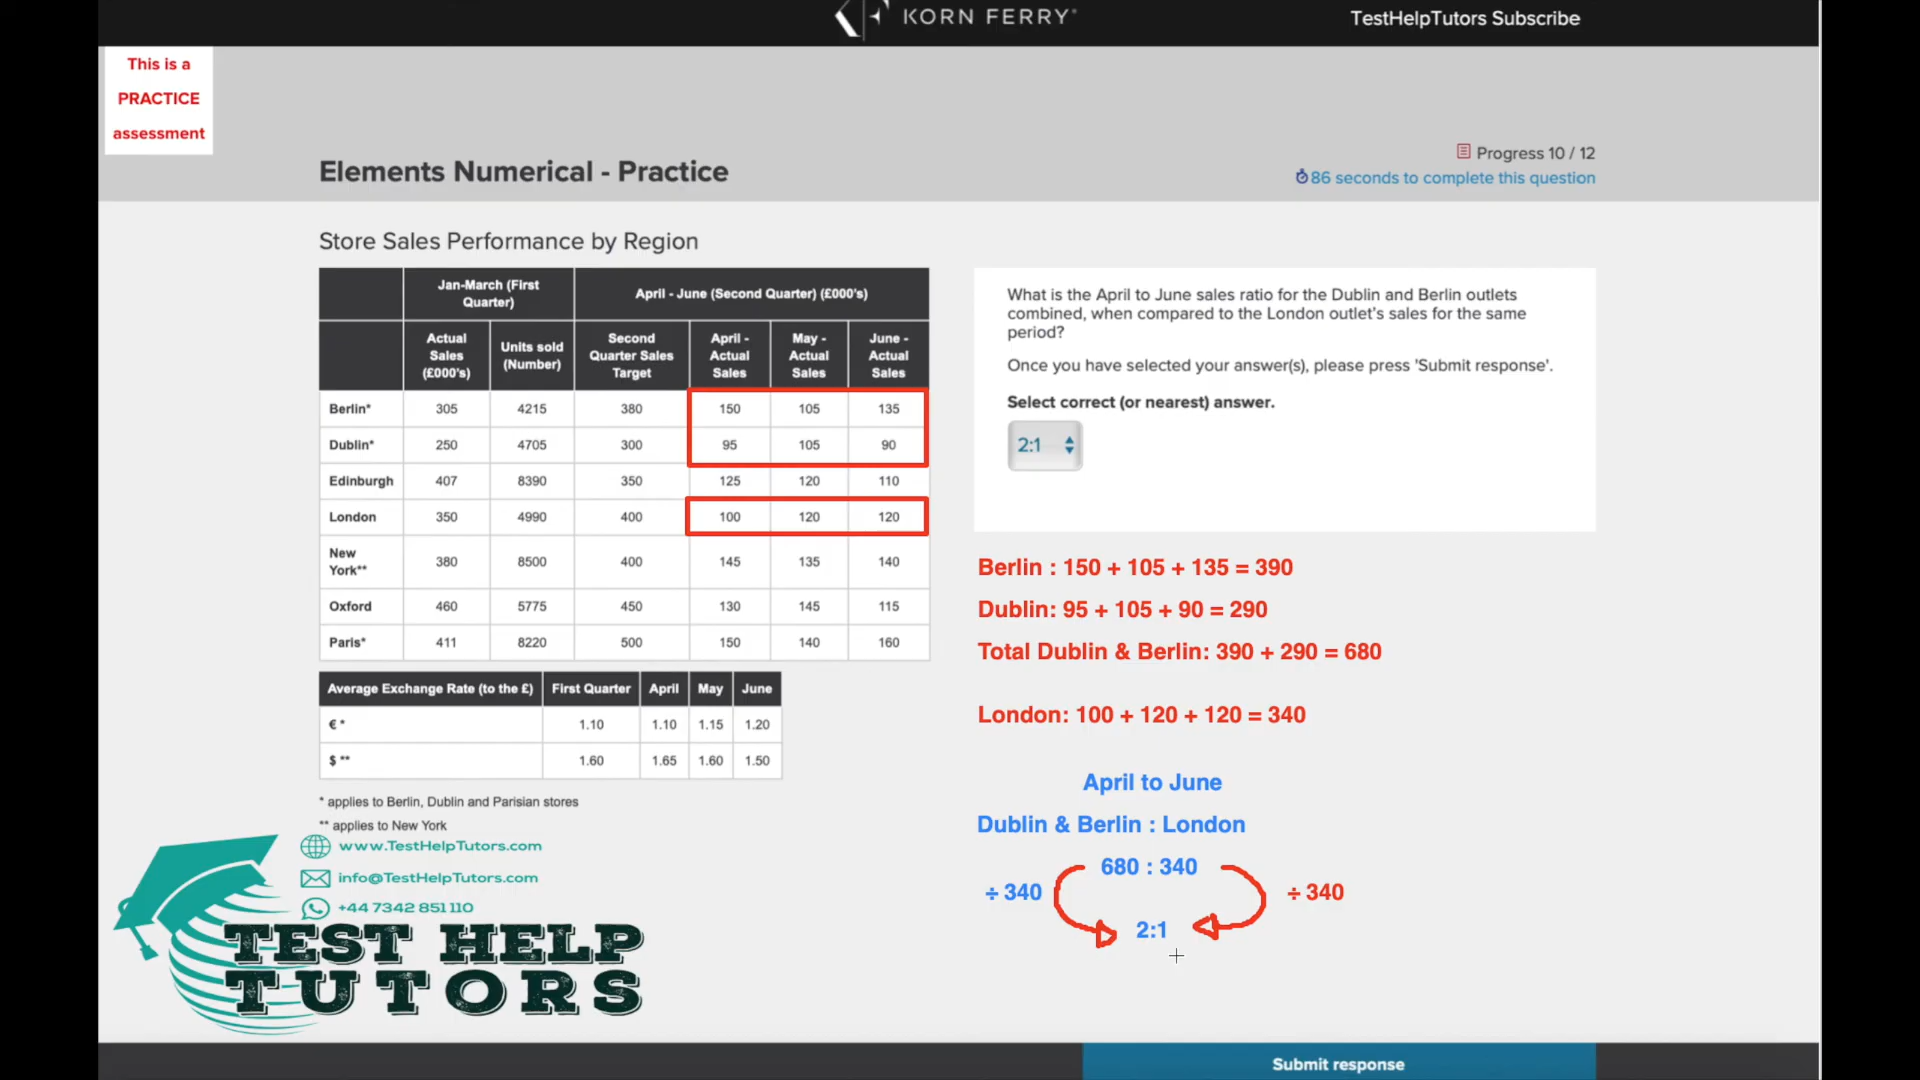 KORN FERRY
TestHelpTutors Subscribe
This is a
PRACTICE
assessment
Elements Numerical - Practice
Progress 10 / 12
86 seconds to complete this question
Store Sales Performance by Region
Jan-March (First Quarter) April - June (Second Quarter) (£000's)
Actual Sales (£000's) Units sold (Number) Second Quarter Sales Target April - Actual Sales May - Actual Sales June - Actual Sales
Berlin* 305 4215 380 150 105 135
Dublin* 250 4705 300 95 105 90
Edinburgh 407 8390 350 125 120 110
London 350 4990 400 100 120 120
New York** 380 8500 400 145 135 140
Oxford 460 5775 450 130 145 115
Paris* 411 8220 500 150 140 160
Average Exchange Rate (to the £) First Quarter April May June
€ * 1.10 1.10 1.15 1.20
$ ** 1.60 1.65 1.60 1.50
* applies to Berlin, Dublin and Parisian stores
** applies to New York
www.TestHelpTutors.com
info@TestHelpTutors.com
+44 7342 851 110
TEST HELP
TUTORS
What is the April to June sales ratio for the Dublin and Berlin outlets
combined, when compared to the London outlet's sales for the same
period?
Once you have selected your answer(s), please press 'Submit response'.
Select correct (or nearest) answer.
2:1
Berlin : 150 + 105 + 135 = 390
Dublin: 95 + 105 + 90 = 290
Total Dublin & Berlin: 390 + 290 = 680
London: 100 + 120 + 120 = 340
April to June
Dublin & Berlin : London
680 : 340
÷ 340 ÷ 340
2:1
Submit response